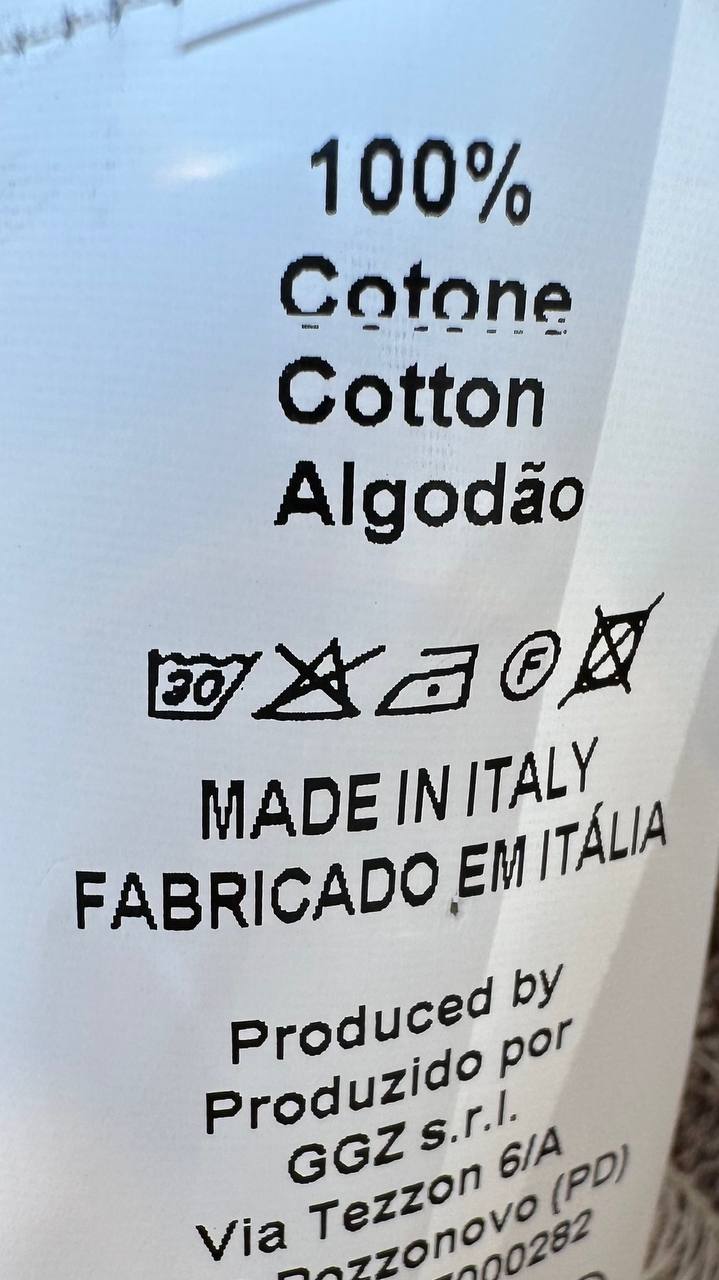 100%
Cotone
Cotton
Algodão
30
F
MADE IN ITALY
FABRICADO EM ITÁLIA
Produced by
Produzido por
GGZ s.r.l.
Via Tezzon 6/A
Pozzonovo (PD)